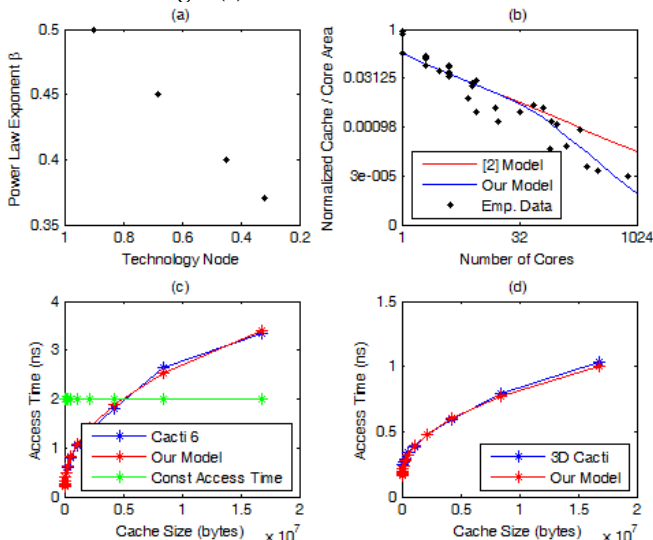 (a)
0.5
0.45
0.4
0.35
Power Law Exponent β
1
0.8
0.6
0.4
0.2
Technology Node
(b)
1
0.03125
0.00098
3e-005
0
Normalized Cache / Core Area
[2] Model
Our Model
Emp. Data
1
32
1024
Number of Cores
(c)
4
3
2
1
0
Access Time (ns)
Cacti 6
Our Model
Const Access Time
0
0.5
1
1.5
2
Cache Size (bytes)
x 10^7
(d)
1.5
1
0.5
0
Access Time (ns)
3D Cacti
Our Model
0
0.5
1
1.5
2
Cache Size (bytes)
x 10^7